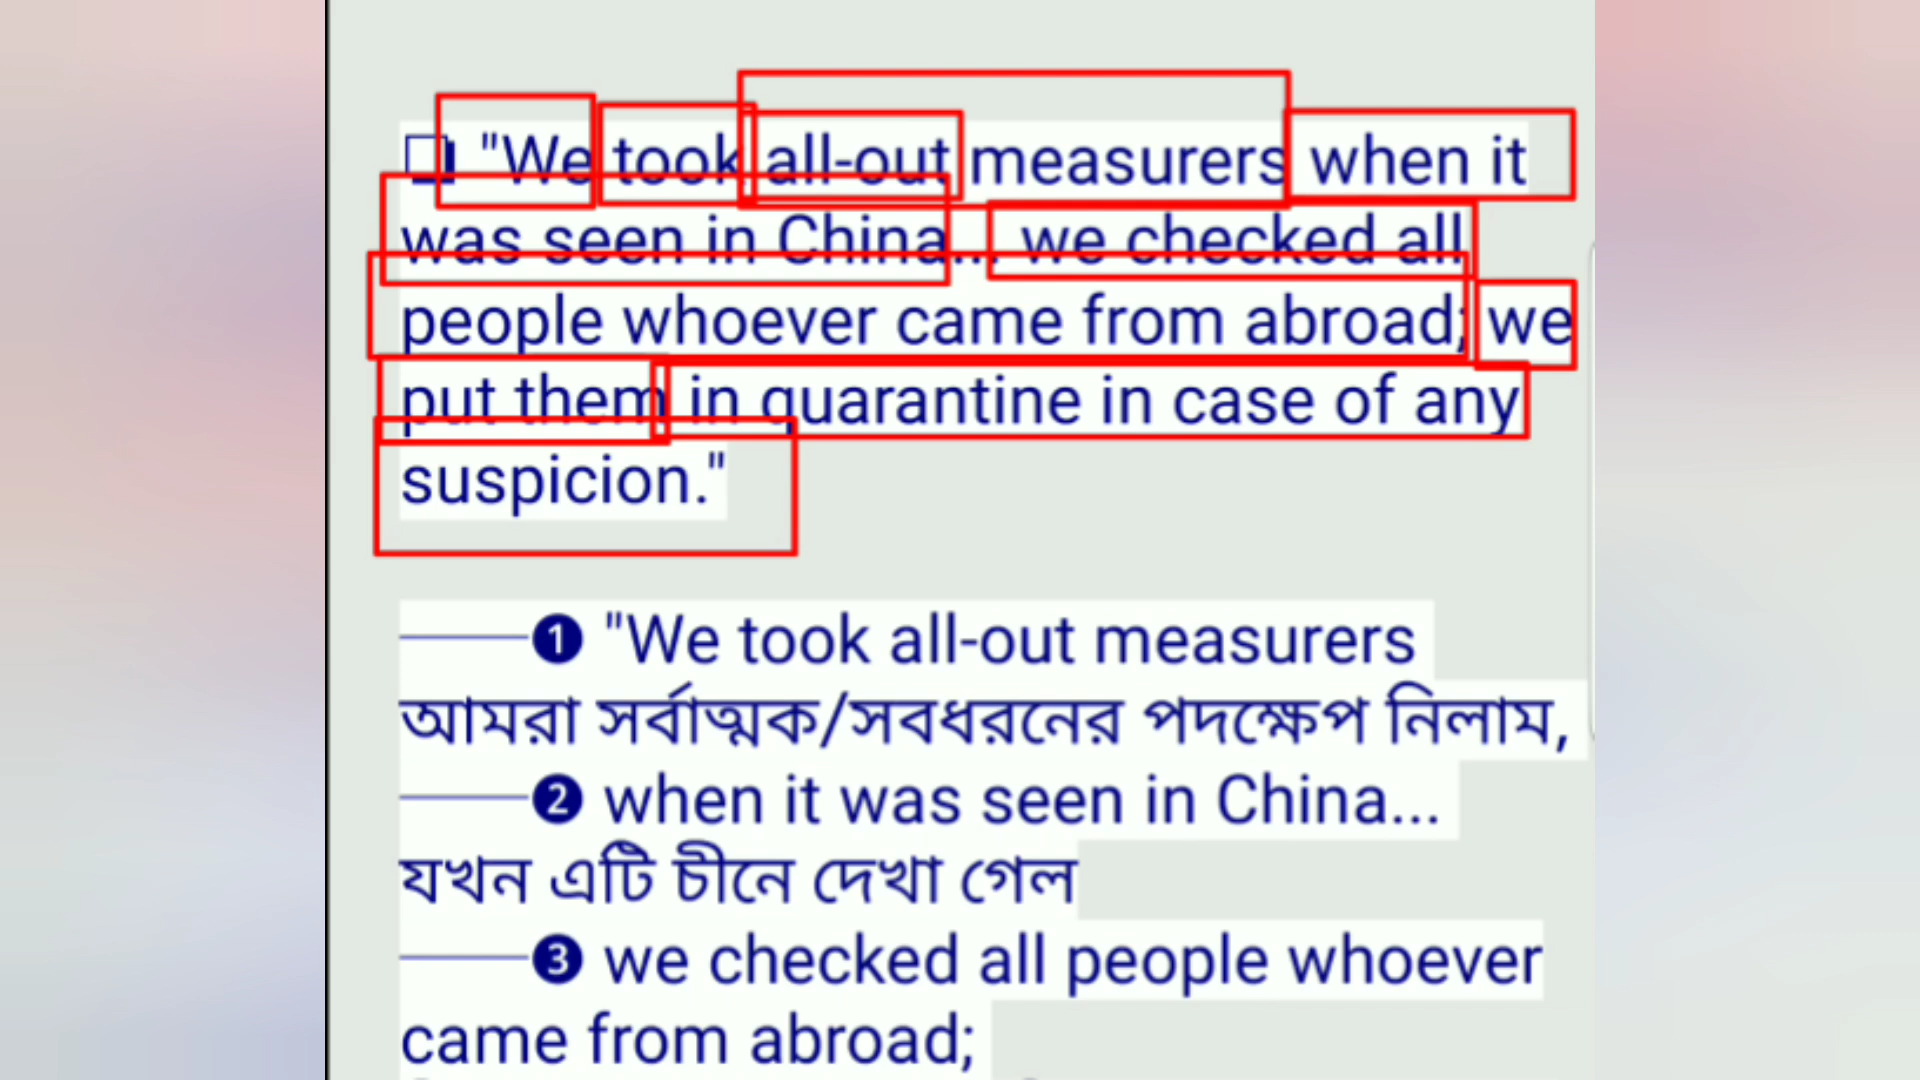 ❑ "We took all-out measurers when it
was seen in China... we checked all
people whoever came from abroad; we
put them in quarantine in case of any
suspicion."
❶ "We took all-out measurers
আমরা সর্বাত্মক/সবধরনের পদক্ষেপ নিলাম,
❷ when it was seen in China...
যখন এটি চীনে দেখা গেল
❸ we checked all people whoever
came from abroad;